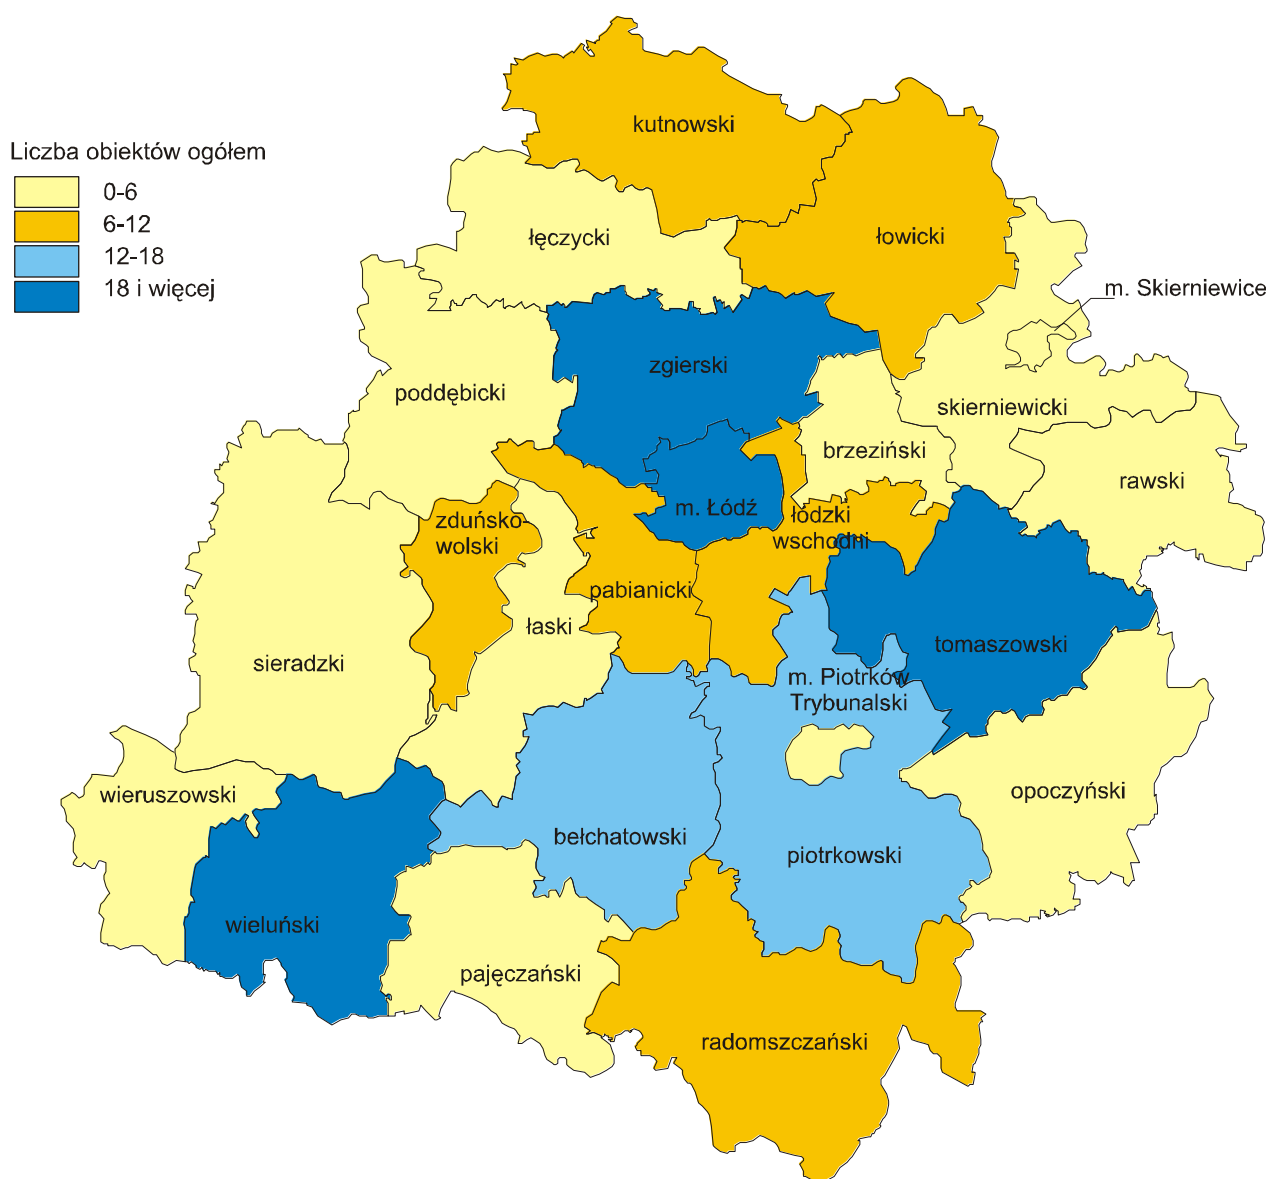 Liczba obiektów ogółem
0-6
6-12
12-18
18 i więcej
kutnowski
łęczycki
łowicki
m. Skierniewice
zgierski
poddębicki
skierniewicki
brzeziński
rawski
m. Łódź
łódzki
wschodni
zduńsko-
wolski
pabianicki
łaski
tomaszowski
sieradzki
m. Piotrków
Trybunalski
wieruszowski
opoczyński
bełchatowski
piotrkowski
wieluński
pajęczański
radomszczański